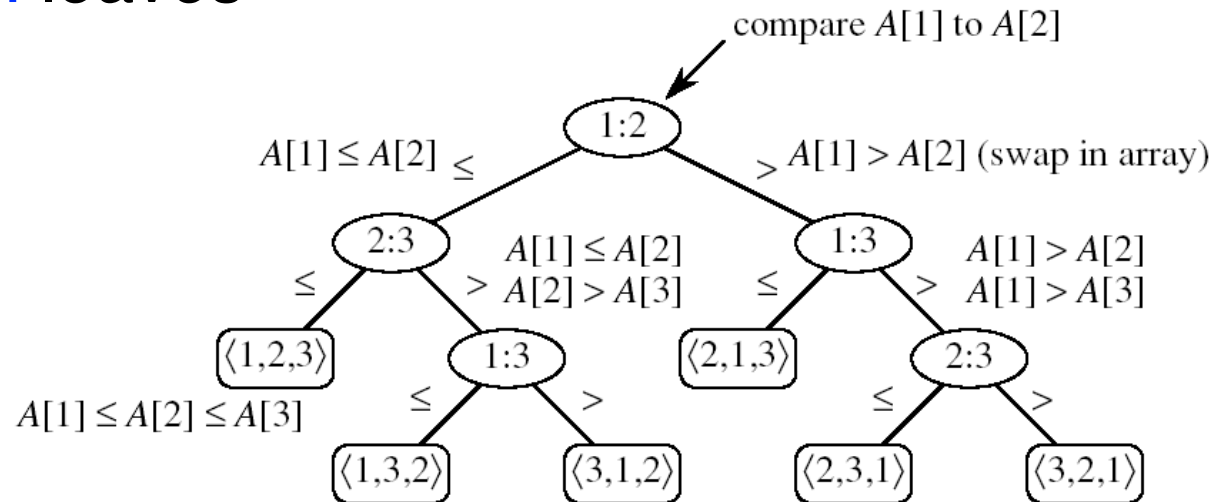 compare A[1] to A[2]
1:2
A[1] ≤ A[2] ≤
> A[1] > A[2] (swap in array)
2:3
1:3
A[1] ≤ A[2]
A[2] > A[3]
A[1] > A[2]
A[1] > A[3]
≤
>
≤
>
⟨1,2,3⟩
1:3
⟨2,1,3⟩
2:3
A[1] ≤ A[2] ≤ A[3]
≤
>
≤
>
⟨1,3,2⟩
⟨3,1,2⟩
⟨2,3,1⟩
⟨3,2,1⟩